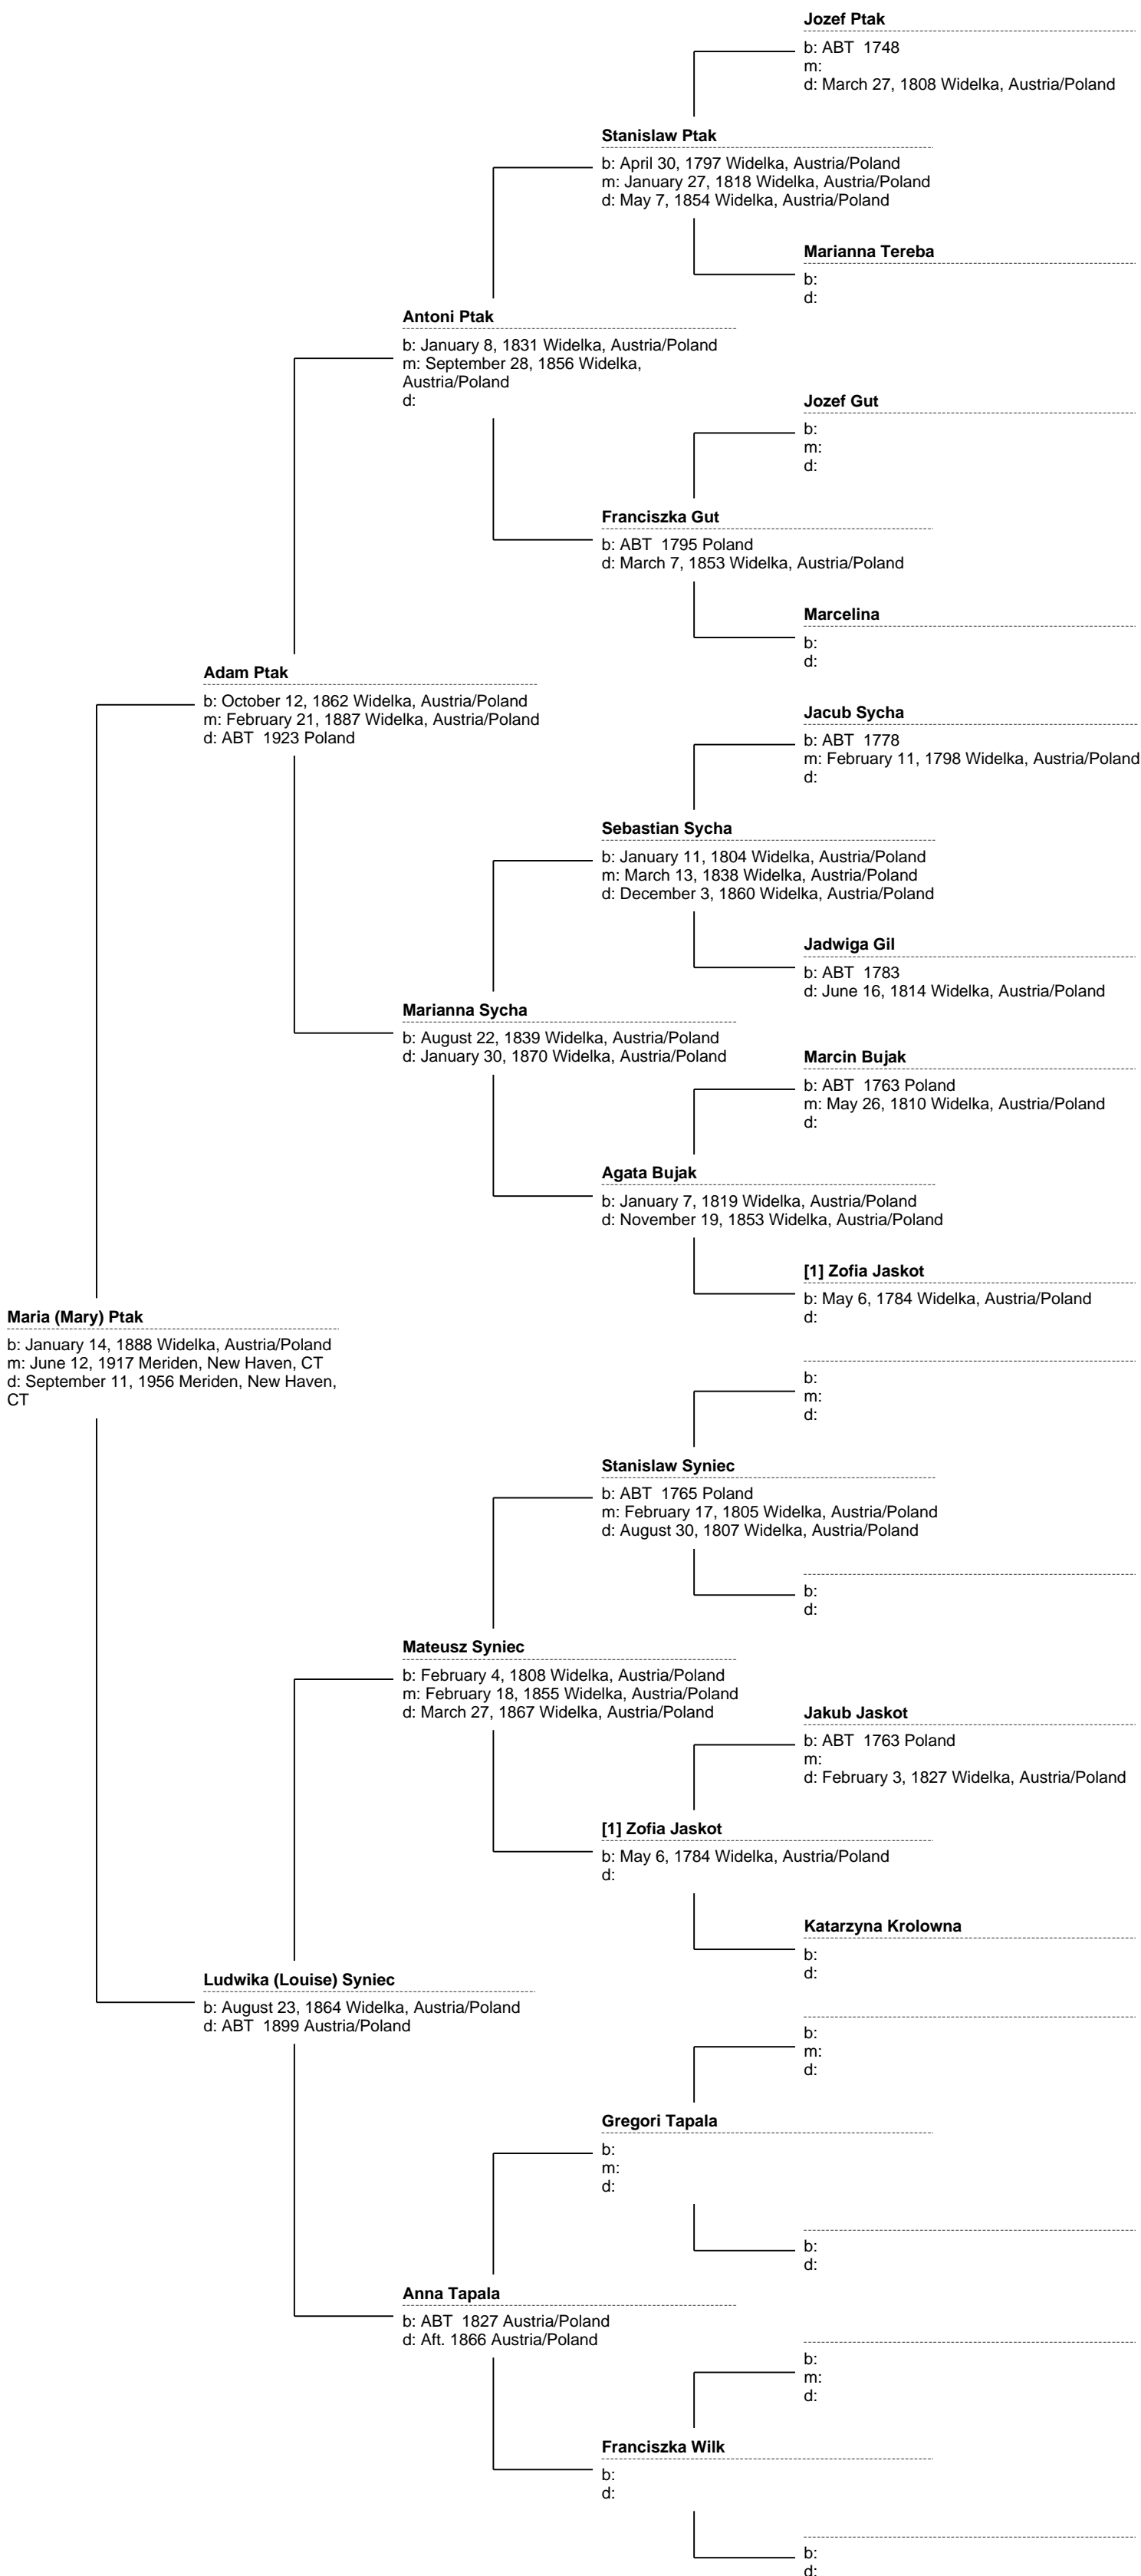 Jozef Ptak
b: ABT 1748
m:
d: March 27, 1808 Widelka, Austria/Poland
Stanislaw Ptak
b: April 30, 1797 Widelka, Austria/Poland
m: January 27, 1818 Widelka, Austria/Poland
d: May 7, 1854 Widelka, Austria/Poland
Marianna Tereba
b:
d:
Antoni Ptak
b: January 8, 1831 Widelka, Austria/Poland
m: September 28, 1856 Widelka,
Austria/Poland
d:
Jozef Gut
b:
m:
d:
Franciszka Gut
b: ABT 1795 Poland
d: March 7, 1853 Widelka, Austria/Poland
Marcelina
b:
d:
Adam Ptak
b: October 12, 1862 Widelka, Austria/Poland
m: February 21, 1887 Widelka, Austria/Poland
d: ABT 1923 Poland
Jacub Sycha
b: ABT 1778
m: February 11, 1798 Widelka, Austria/Poland
d:
Sebastian Sycha
b: January 11, 1804 Widelka, Austria/Poland
m: March 13, 1838 Widelka, Austria/Poland
d: December 3, 1860 Widelka, Austria/Poland
Jadwiga Gil
b: ABT 1783
d: June 16, 1814 Widelka, Austria/Poland
Marianna Sycha
b: August 22, 1839 Widelka, Austria/Poland
d: January 30, 1870 Widelka, Austria/Poland
Marcin Bujak
b: ABT 1763 Poland
m: May 26, 1810 Widelka, Austria/Poland
d:
Agata Bujak
b: January 7, 1819 Widelka, Austria/Poland
d: November 19, 1853 Widelka, Austria/Poland
[1] Zofia Jaskot
b: May 6, 1784 Widelka, Austria/Poland
d:
Maria (Mary) Ptak
b: January 14, 1888 Widelka, Austria/Poland
m: June 12, 1917 Meriden, New Haven, CT
d: September 11, 1956 Meriden, New Haven,
CT
b:
m:
d:
Stanislaw Syniec
b: ABT 1765 Poland
m: February 17, 1805 Widelka, Austria/Poland
d: August 30, 1807 Widelka, Austria/Poland
b:
d:
Mateusz Syniec
b: February 4, 1808 Widelka, Austria/Poland
m: February 18, 1855 Widelka, Austria/Poland
d: March 27, 1867 Widelka, Austria/Poland
Jakub Jaskot
b: ABT 1763 Poland
m:
d: February 3, 1827 Widelka, Austria/Poland
[1] Zofia Jaskot
b: May 6, 1784 Widelka, Austria/Poland
d:
Katarzyna Krolowna
b:
d:
Ludwika (Louise) Syniec
b: August 23, 1864 Widelka, Austria/Poland
d: ABT 1899 Austria/Poland
b:
m:
d:
Gregori Tapala
b:
m:
d:
b:
d:
Anna Tapala
b: ABT 1827 Austria/Poland
d: Aft. 1866 Austria/Poland
b:
m:
d:
Franciszka Wilk
b:
d:
b:
d: